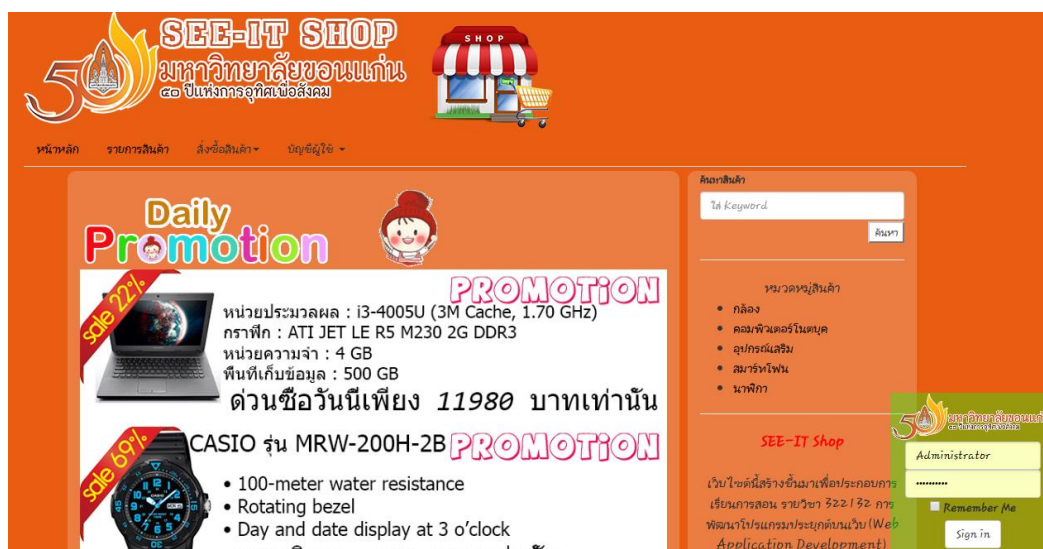 SEE-IT SHOP
มหาวิทยาลัยขอนแก่น
๕๐ ปีแห่งการอุทิศเพื่อสังคม
SHOP
หน้าหลัก รายการสินค้า สั่งซื้อสินค้า บัญชีผู้ใช้
Daily
Promotion
sale 22%
PROMOTION
หน่วยประมวลผล : i3-4005U (3M Cache, 1.70 GHz)
กราฟิก : ATI JET LE R5 M230 2G DDR3
หน่วยความจำ : 4 GB
พื้นที่เก็บข้อมูล : 500 GB
ด่วนซื้อวันนี้เพียง 11980 บาทเท่านั้น
sale 69%
CASIO รุ่น MRW-200H-2B PROMOTION
• 100-meter water resistance
• Rotating bezel
• Day and date display at 3 o’clock
ค้นหาสินค้า
ใส่ Keyword
ค้นหา
หมวดหมู่สินค้า
• กล้อง
• คอมพิวเตอร์โนตบุค
• อุปกรณ์เสริม
• สมาร์ทโฟน
• นาฬิกา
SEE-IT Shop
เว็บไซต์นี้สร้างขึ้นมาเพื่อประกอบการ
เรียนการสอน รายวิชา 322132 การ
พัฒนาโปรแกรมประยุกต์บนเว็บ (Web
Application Development)
50 มหาวิทยาลัยขอนแก่น
Administrator
••••••••••
Remember Me
Sign in